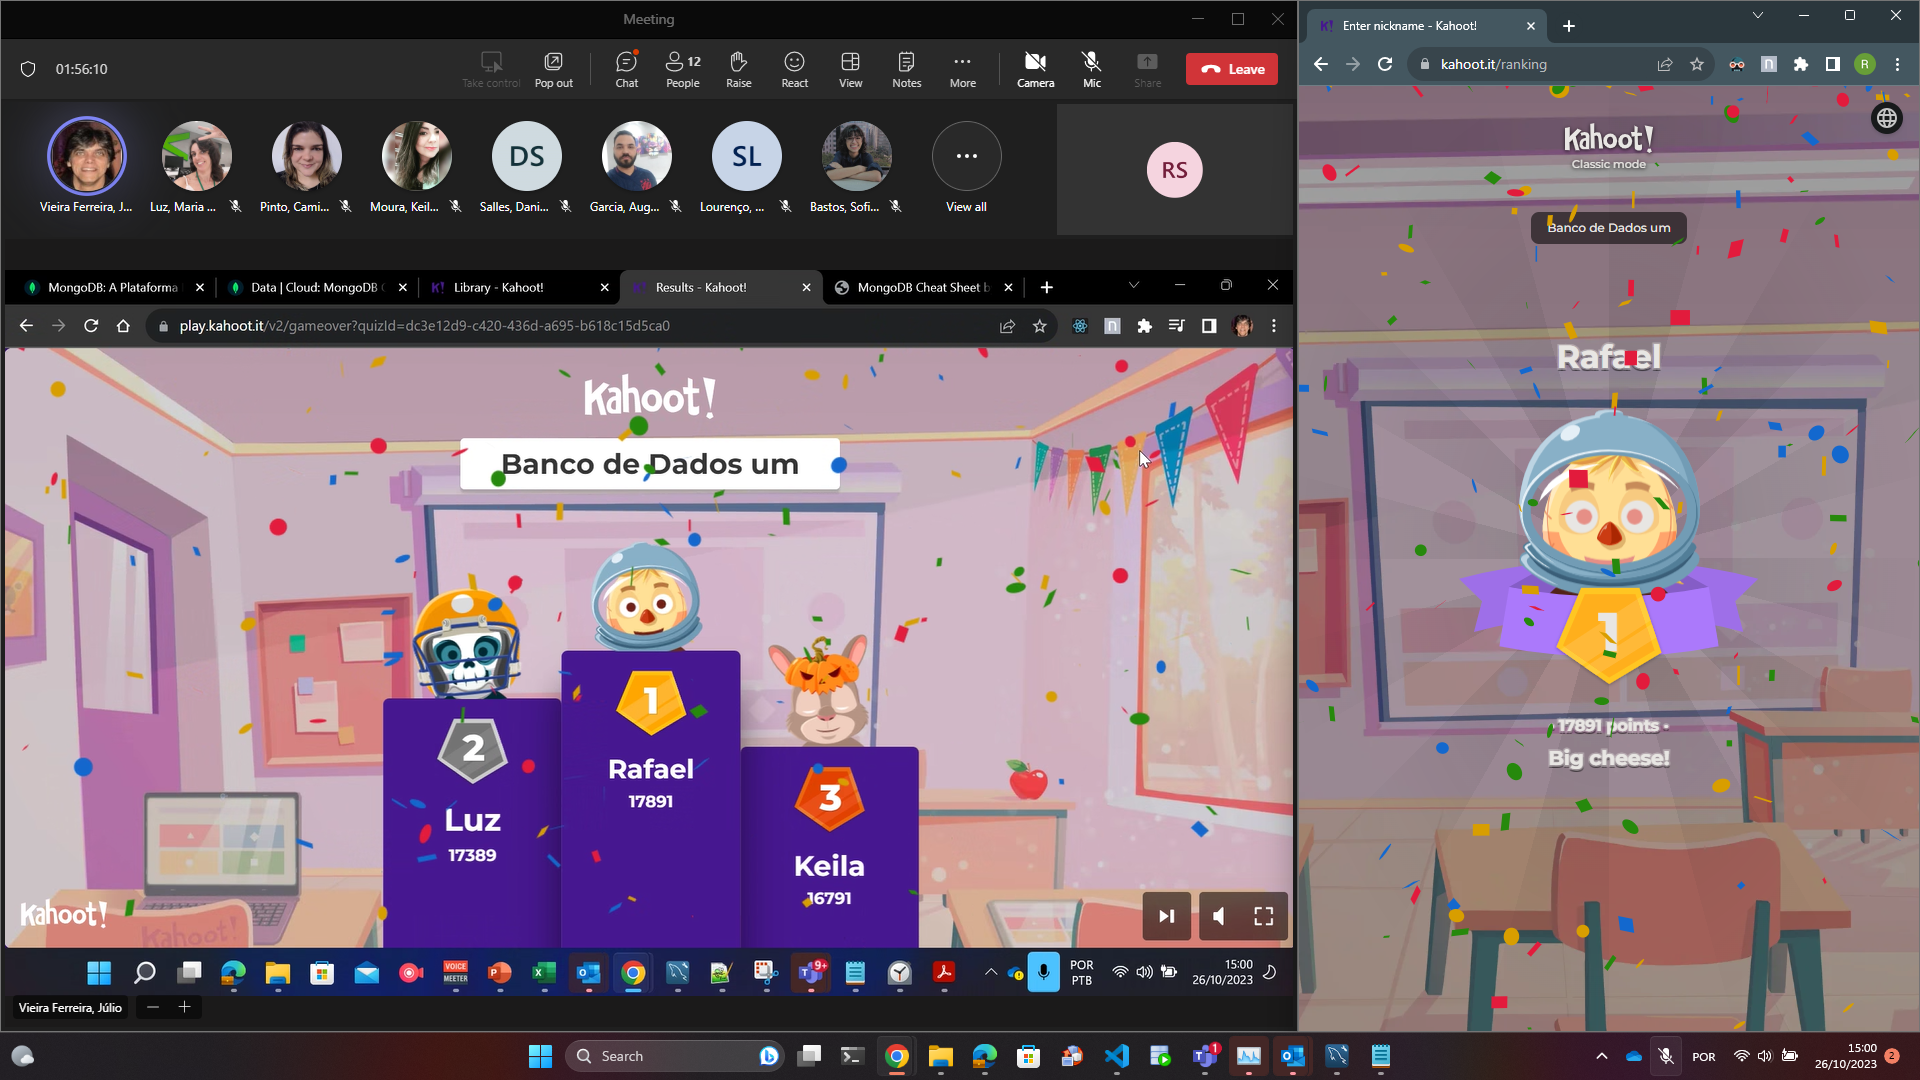 Meeting
01:56:10
Take control
Pop out
Chat
12
People
Raise
React
View
Notes
More
Camera
Mic
Share
Leave
Vieira Ferreira, J...
Luz, Maria ...
Pinto, Cami...
Moura, Keil...
DS
Salles, Dani...
Garcia, Aug...
SL
Lourenço, ...
Bastos, Sofi...
View all
RS
MongoDB: A Plataforma
Data | Cloud: MongoDB C
Library - Kahoot!
Results - Kahoot!
MongoDB Cheat Sheet b
play.kahoot.it/v2/gameover?quizId=dc3e12d9-c420-436d-a695-b618c15d5ca0
Kahoot!
Banco de Dados um
1
Rafael
17891
2
Luz
17389
3
Keila
16791
Kahoot!
Kahoot!
VOICE
MEETER
9+
POR
PTB
15:00
26/10/2023
Vieira Ferreira, Júlio
Enter nickname - Kahoot!
kahoot.it/ranking
R
Kahoot!
Classic mode
Banco de Dados um
Rafael
1
17891 points
Big cheese!
Search
1
POR
15:00
26/10/2023
2